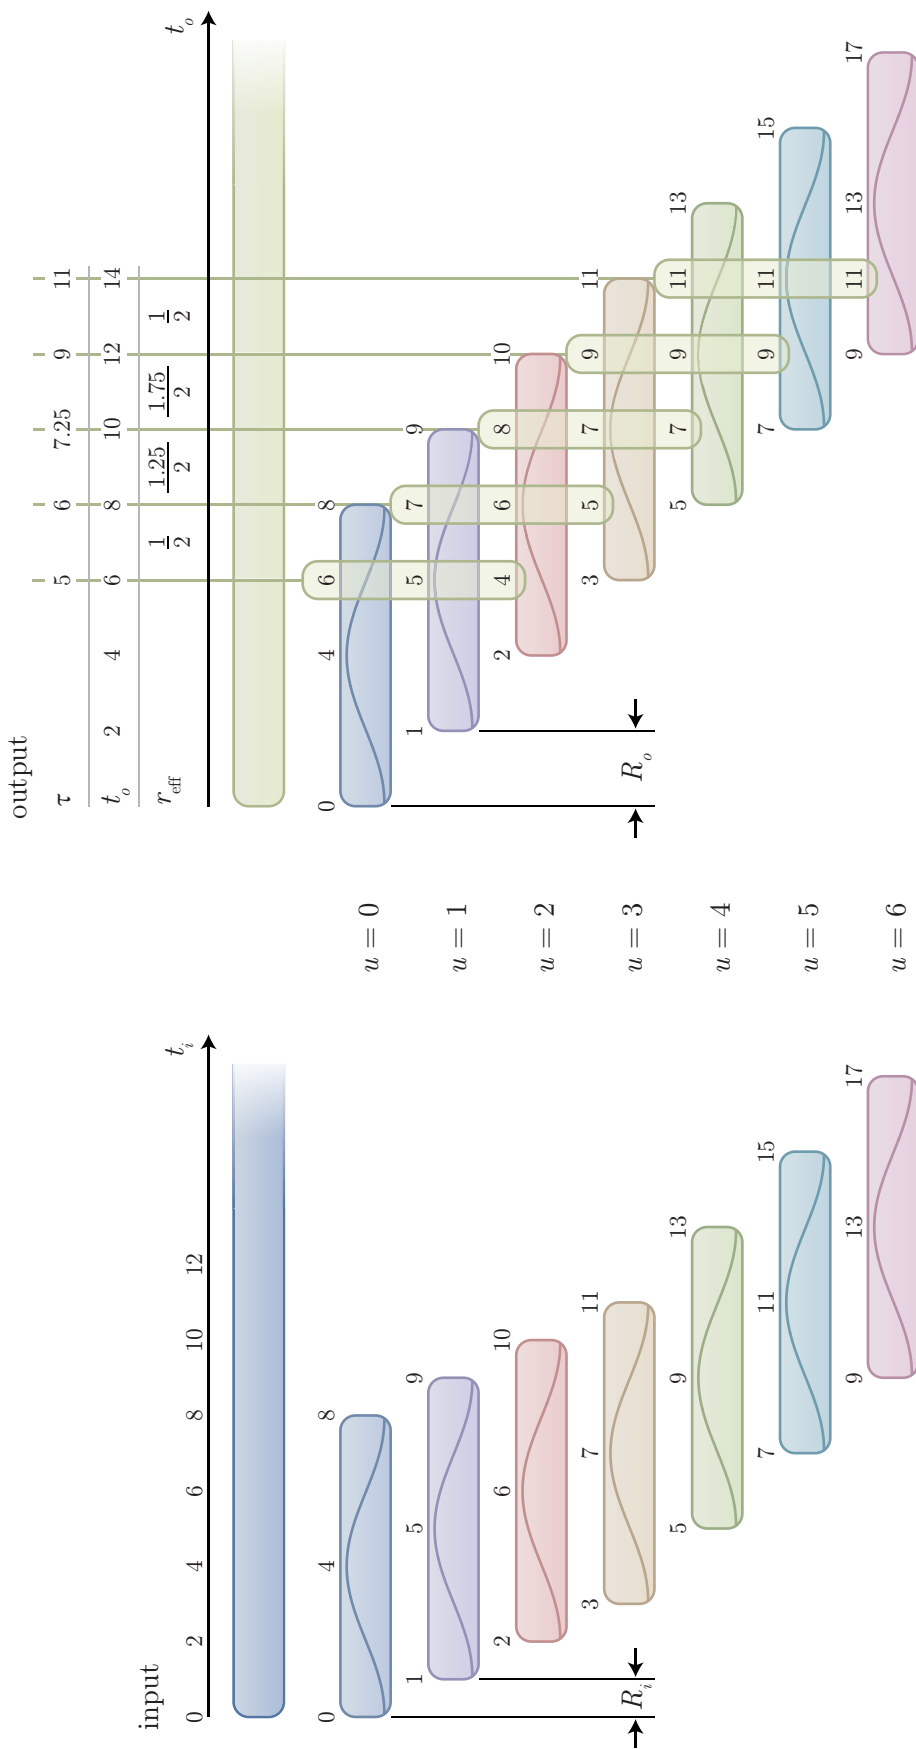 input
t_i
0 2 4 6 8 10 12
0 4 8
1 5 9
2 6 10
3 7 11
5 9 13
7 11 15
9 13 17
R_i
u = 0
u = 1
u = 2
u = 3
u = 4
u = 5
u = 6
output
τ 5 6 7.25 9 11
t_o 2 4 6 8 10 12 14
r_eff 1/2 1.25/2 1.75/2 1/2
t_o
0 4 6 8
1 5 7 9
2 4 6 8 10
3 5 7 9 11
5 7 9 11 13
7 9 11 15
9 11 13 17
R_o